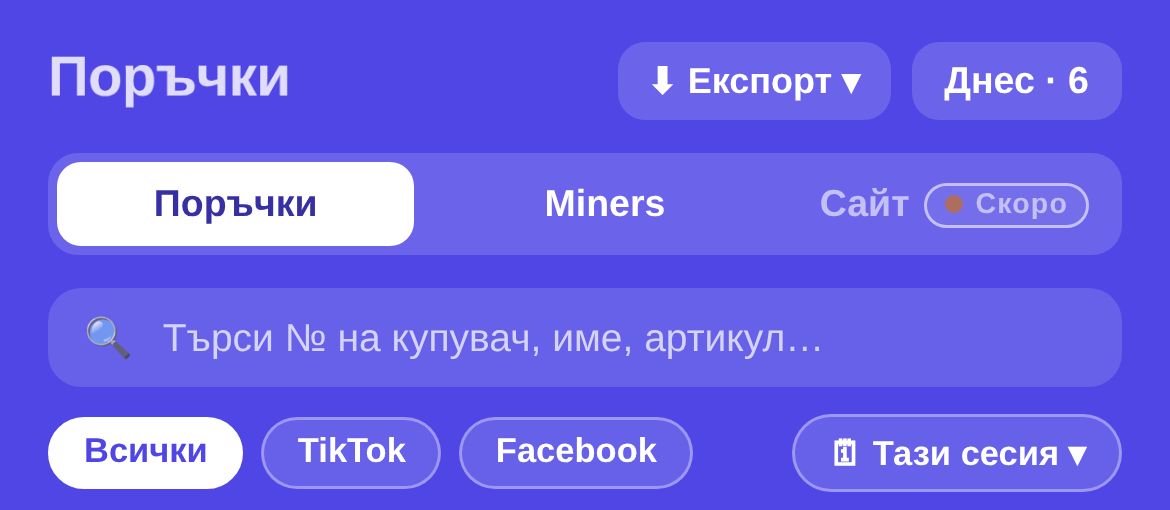 Поръчки
⬇ Експорт ▾
Днес · 6
Поръчки
Miners
Сайт
Скоро
Търси № на купувач, име, артикул…
Всички
TikTok
Facebook
Тази сесия ▾